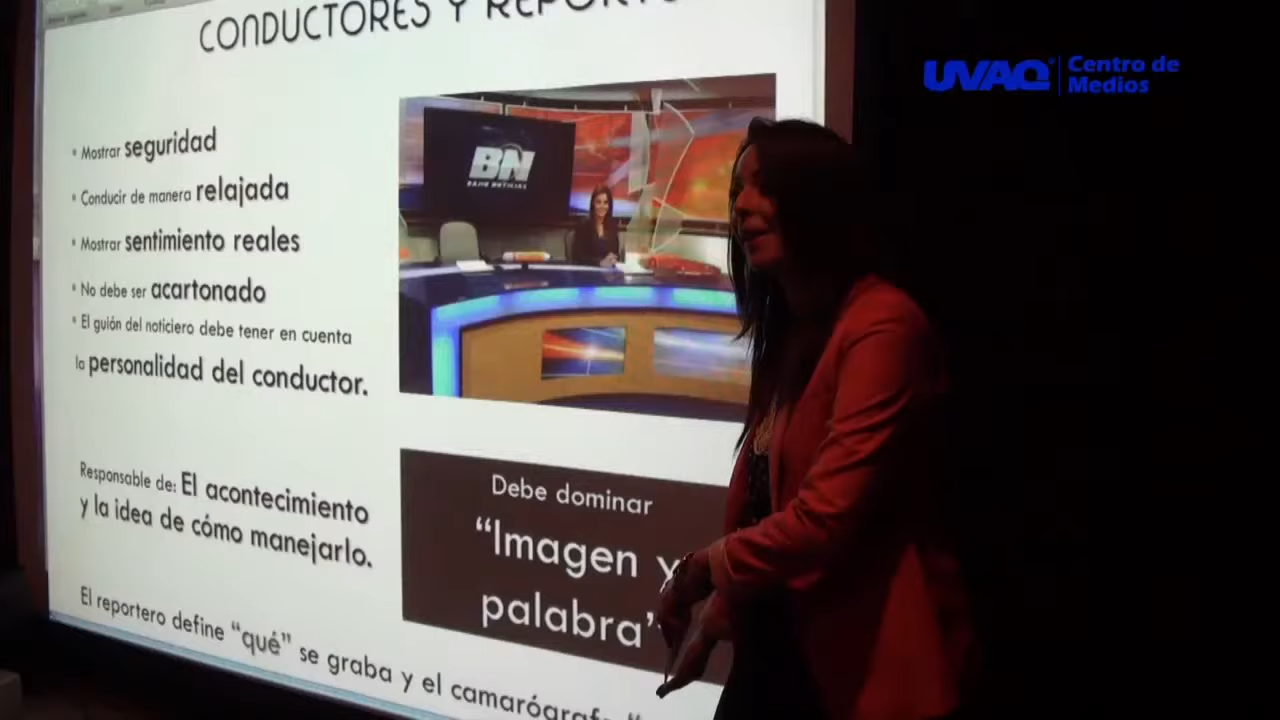 CONDUCTORES Y
UVAQ Centro de
Medios
• Mostrar seguridad
• Conducir de manera relajada
• Mostrar sentimiento reales
• No debe ser acartonado
• El guión del noticiero debe tener en cuenta
la personalidad del conductor.
BN
BAJIO NOTICIAS
Responsable de: El acontecimiento
y la idea de cómo manejarlo.
Debe dominar
“Imagen y
palabra”
El reportero define “qué” se graba y el